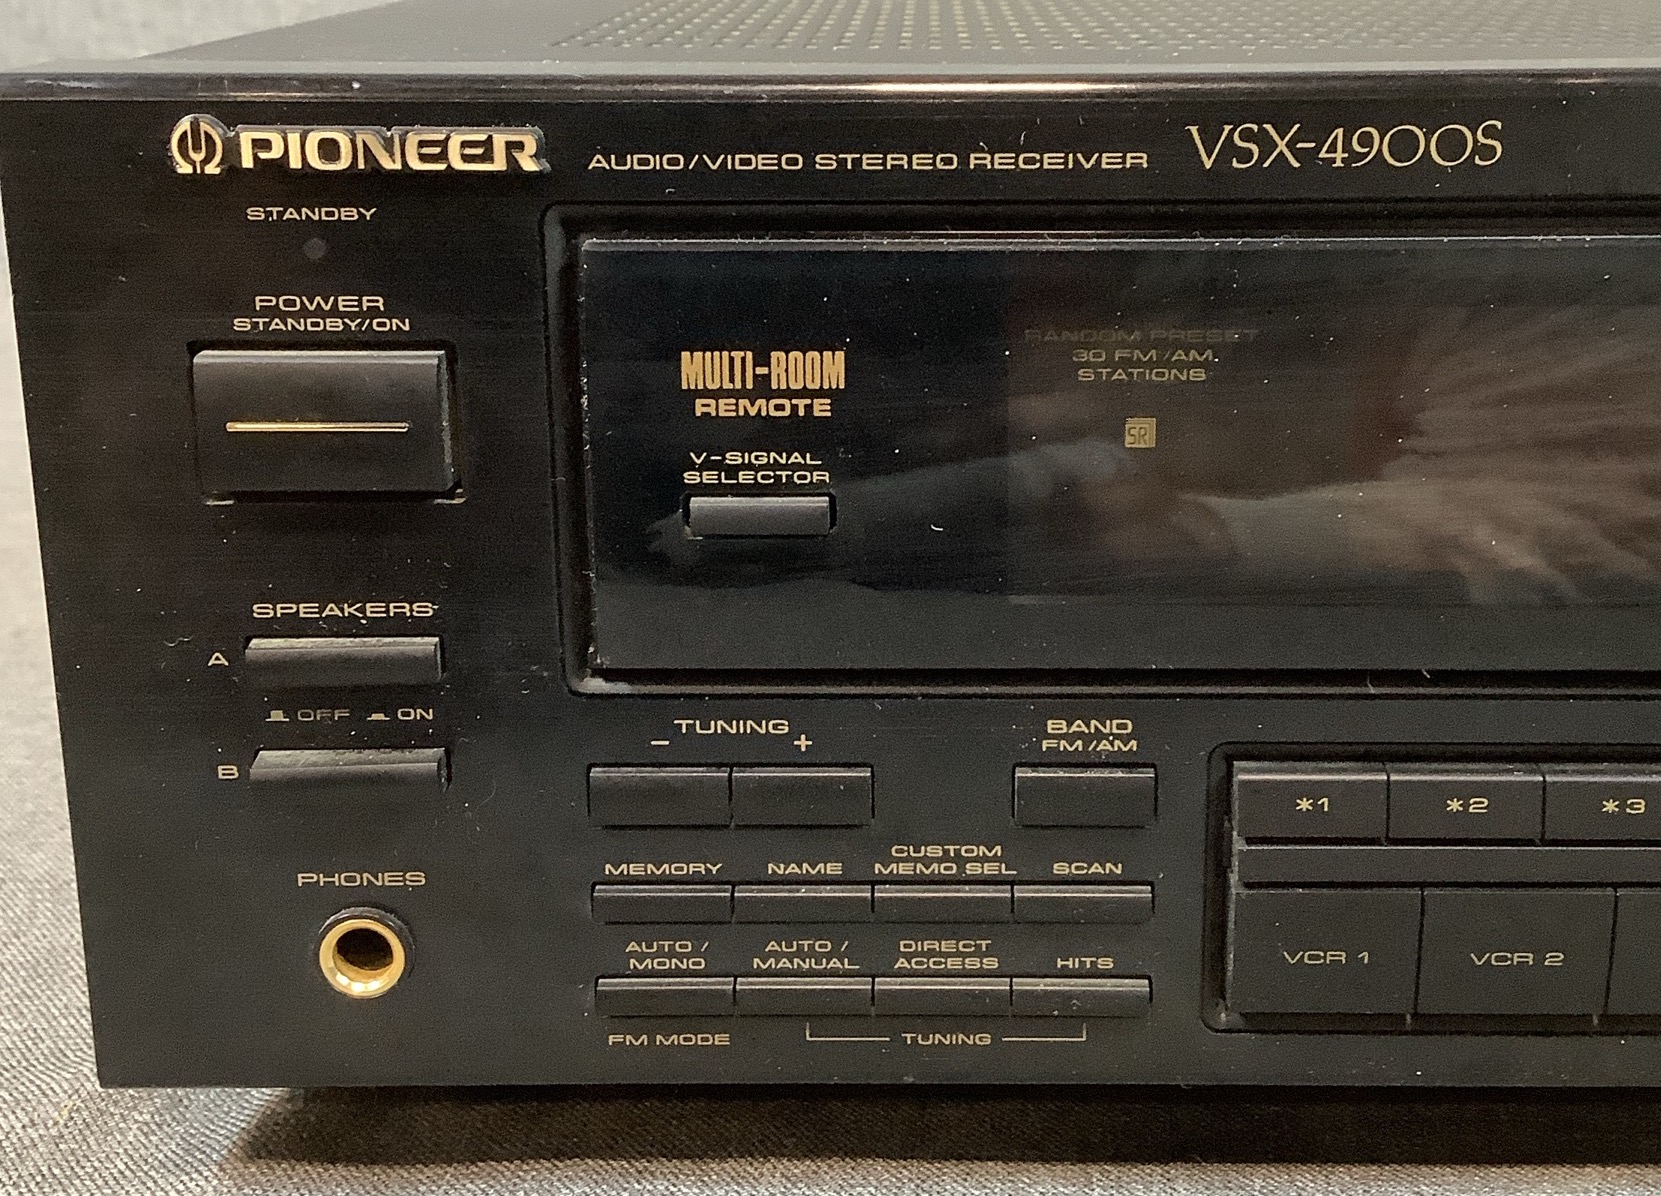 PIONEER
AUDIO/VIDEO STEREO RECEIVER VSX-4900S
STANDBY
POWER
STANDBY/ON
RANDOM PRESET
30 FM/AM
STATIONS
MULTI-ROOM
REMOTE
SR
V-SIGNAL
SELECTOR
SPEAKERS
A
OFF ON
B
PHONES
TUNING
- +
BAND
FM/AM
*1 *2 *3
MEMORY NAME CUSTOM
MEMO SEL SCAN
AUTO /
MONO
AUTO /
MANUAL
DIRECT
ACCESS
HITS
FM MODE
TUNING
VCR 1 VCR 2